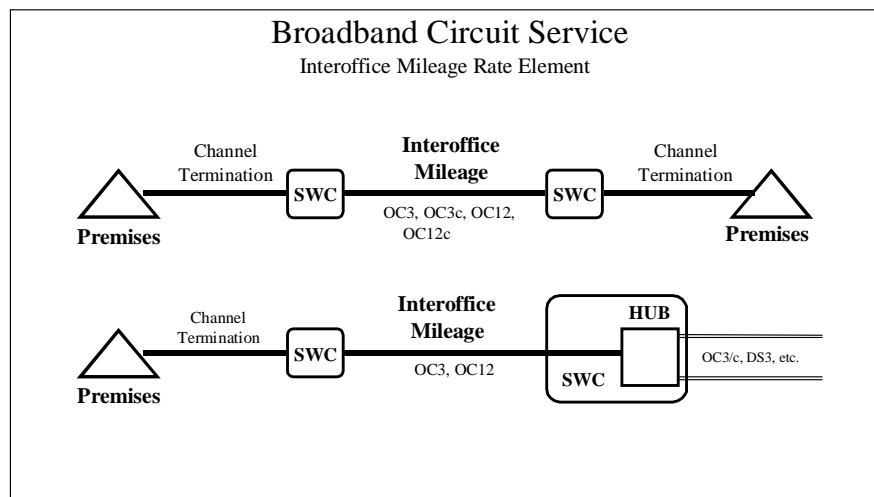 Broadband Circuit Service
Interoffice Mileage Rate Element
Channel
Termination
Interoffice
Mileage
Channel
Termination
SWC
SWC
OC3, OC3c, OC12,
OC12c
Premises
Premises
Channel
Termination
Interoffice
Mileage
HUB
SWC
OC3/c, DS3, etc.
OC3, OC12
SWC
Premises